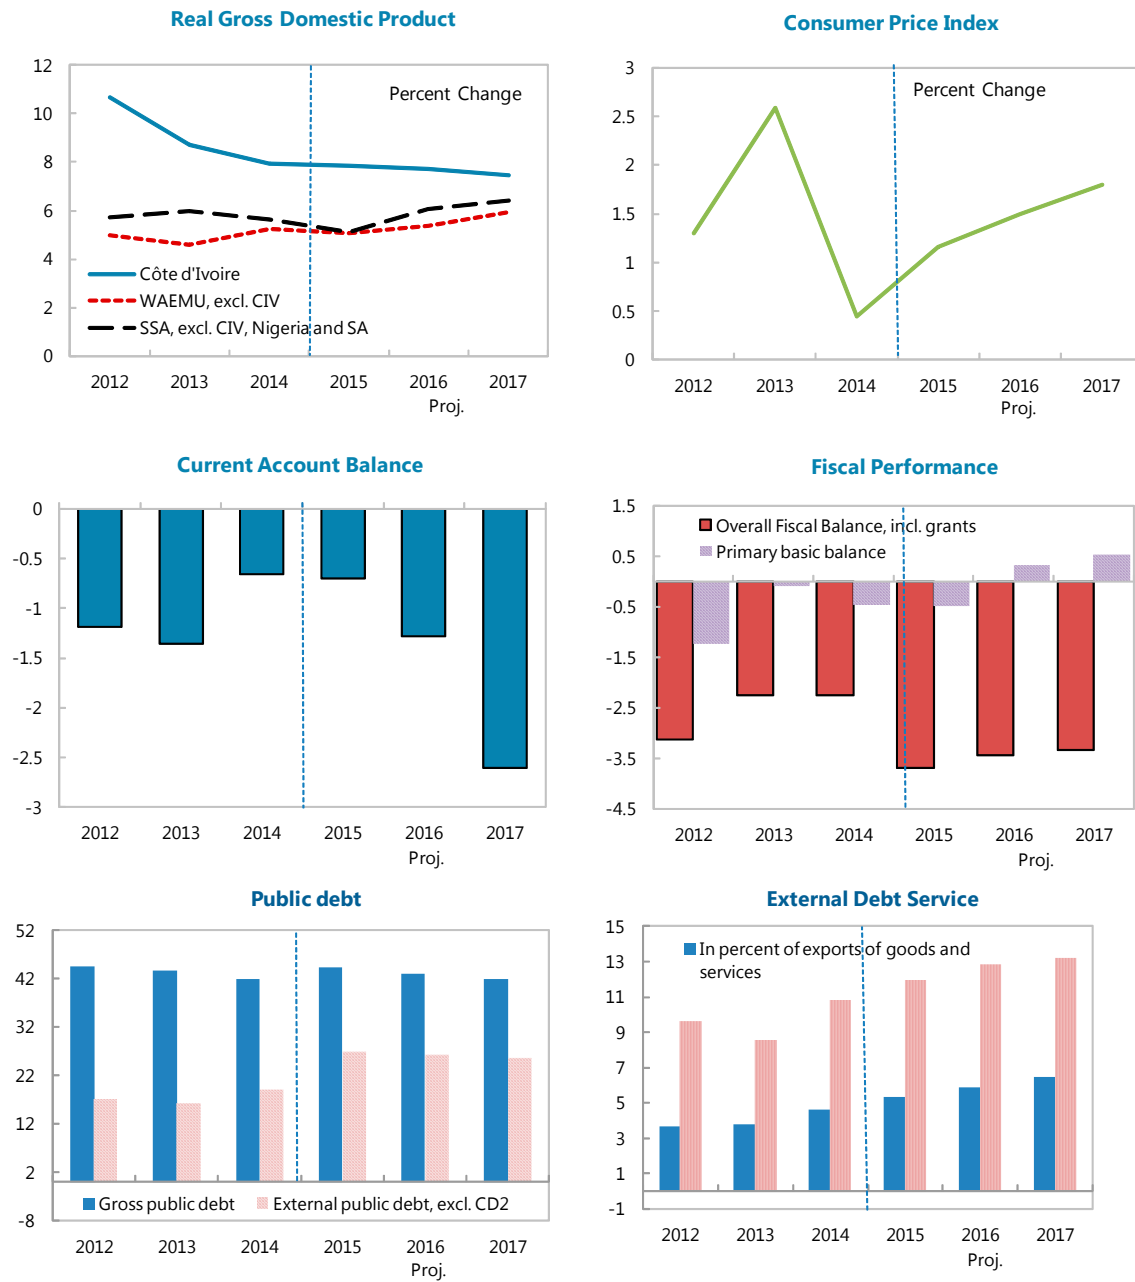 Real Gross Domestic Product
12
10
8
6
4
2
0
Percent Change
Côte d'Ivoire
WAEMU, excl. CIV
SSA, excl. CIV, Nigeria and SA
2012 2013 2014 2015 2016 2017
Proj.
Consumer Price Index
3
2.5
2
1.5
1
0.5
0
Percent Change
2012 2013 2014 2015 2016 2017
Proj.
Current Account Balance
0
-0.5
-1
-1.5
-2
-2.5
-3
2012 2013 2014 2015 2016 2017
Proj.
Fiscal Performance
1.5
0.5
-0.5
-1.5
-2.5
-3.5
-4.5
Overall Fiscal Balance, incl. grants
Primary basic balance
2012 2013 2014 2015 2016 2017
Proj.
Public debt
52
42
32
22
12
2
-8
Gross public debt External public debt, excl. CD2
2012 2013 2014 2015 2016 2017
Proj.
External Debt Service
15
13
11
9
7
5
3
1
-1
In percent of exports of goods and
services
2012 2013 2014 2015 2016 2017
Proj.